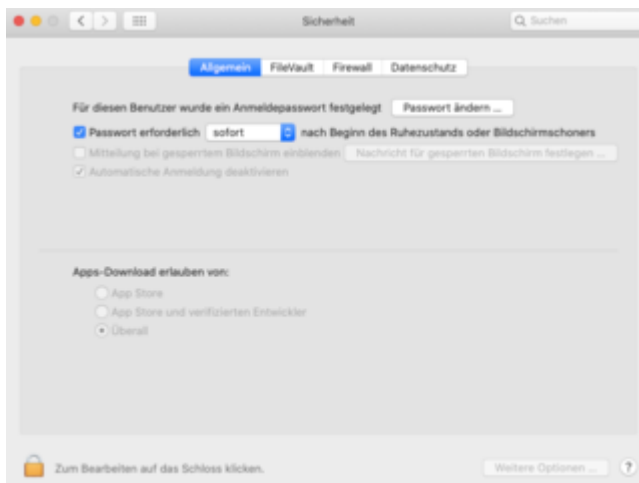 Sicherheit
Suchen
Allgemein FileVault Firewall Datenschutz
Für diesen Benutzer wurde ein Anmeldepasswort festgelegt Passwort ändern ...
Passwort erforderlich sofort nach Beginn des Ruhezustands oder Bildschirmschoners
Mitteilung bei gesperrtem Bildschirm einblenden Nachricht für gesperrten Bildschirm festlegen ...
Automatische Anmeldung deaktivieren
Apps-Download erlauben von:
App Store
App Store und verifizierten Entwickler
Überall
Zum Bearbeiten auf das Schloss klicken.
Weitere Optionen ... ?